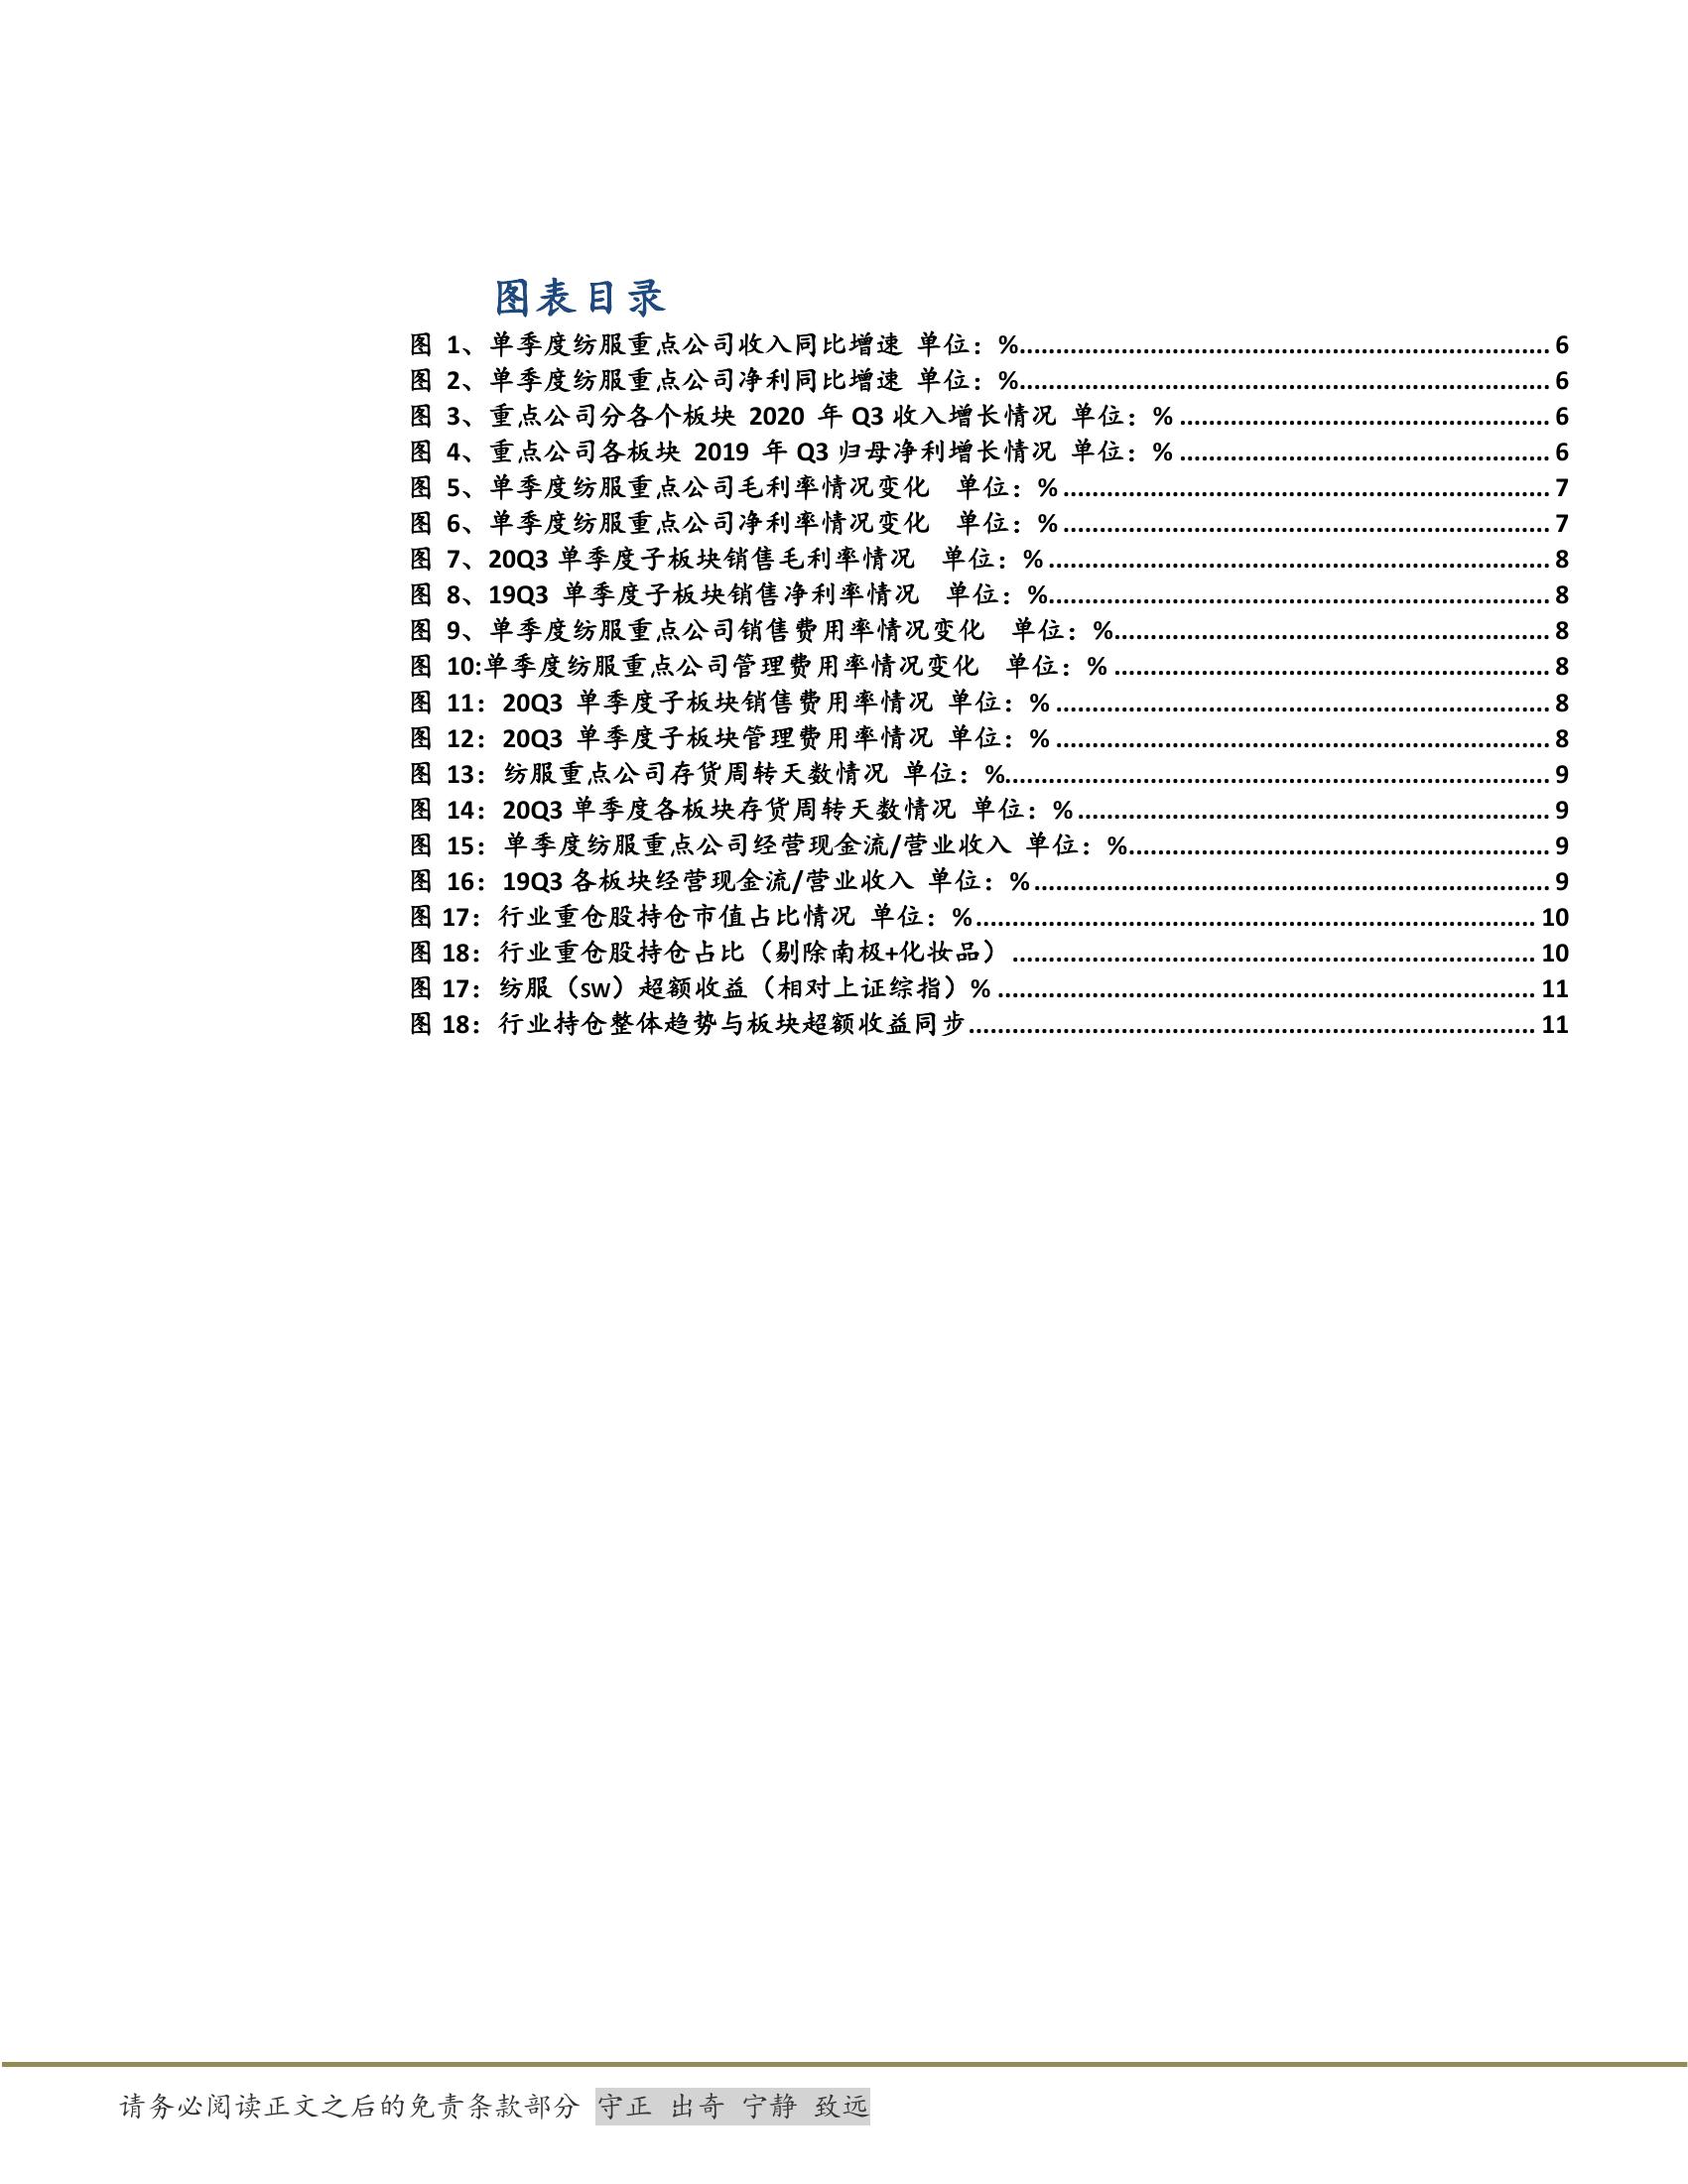 图表目录
图 1、单季度纺服重点公司收入同比增速 单位：%........................................................................ 6
图 2、单季度纺服重点公司净利同比增速 单位：%........................................................................ 6
图 3、重点公司分各个板块 2020 年 Q3 收入增长情况 单位：% .................................................. 6
图 4、重点公司各板块 2019 年 Q3 归母净利增长情况 单位：% .................................................. 6
图 5、单季度纺服重点公司毛利率情况变化 单位：% .................................................................. 7
图 6、单季度纺服重点公司净利率情况变化 单位：% .................................................................. 7
图 7、20Q3 单季度子板块销售毛利率情况 单位：% .................................................................... 8
图 8、19Q3 单季度子板块销售净利率情况 单位：%.................................................................... 8
图 9、单季度纺服重点公司销售费用率情况变化 单位：%........................................................... 8
图 10:单季度纺服重点公司管理费用率情况变化 单位：% ........................................................... 8
图 11：20Q3 单季度子板块销售费用率情况 单位：% ................................................................... 8
图 12：20Q3 单季度子板块管理费用率情况 单位：% ................................................................... 8
图 13：纺服重点公司存货周转天数情况 单位：%.......................................................................... 9
图 14：20Q3 单季度各板块存货周转天数情况 单位：% ................................................................ 9
图 15：单季度纺服重点公司经营现金流/营业收入 单位：%......................................................... 9
图 16：19Q3 各板块经营现金流/营业收入 单位：% ...................................................................... 9
图 17：行业重仓股持仓市值占比情况 单位：% ............................................................................ 10
图 18：行业重仓股持仓占比（剔除南极+化妆品） ....................................................................... 10
图 17：纺服（SW）超额收益（相对上证综指）% ......................................................................... 11
图 18：行业持仓整体趋势与板块超额收益同步............................................................................. 11
请务必阅读正文之后的免责条款部分 守正 出奇 宁静 致远